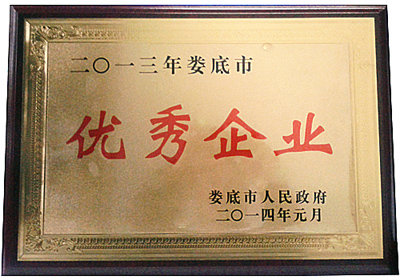 二〇一三年娄底市
优秀企业
娄底市人民政府
二〇一四年元月